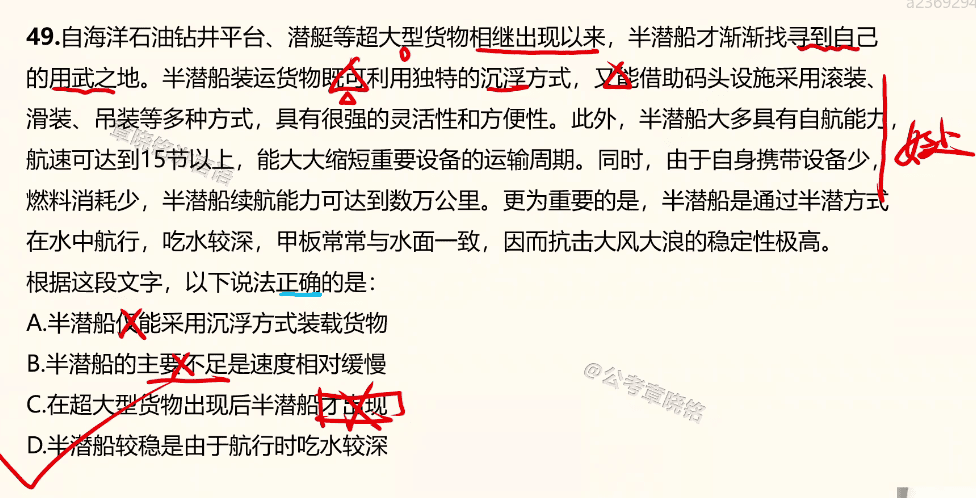 a2369294
49.自海洋石油钻井平台、潜艇等超大型货物相继出现以来，半潜船才渐渐找寻到自己
的用武之地。半潜船装运货物既可利用独特的沉浮方式，又能借助码头设施采用滚装、
滑装、吊装等多种方式，具有很强的灵活性和方便性。此外，半潜船大多具有自航能力，
好处
航速可达到15节以上，能大大缩短重要设备的运输周期。同时，由于自身携带设备少，
燃料消耗少，半潜船续航能力可达到数万公里。更为重要的是，半潜船是通过半潜方式
在水中航行，吃水较深，甲板常常与水面一致，因而抗击大风大浪的稳定性极高。
根据这段文字，以下说法正确的是：
A.半潜船仅能采用沉浮方式装载货物
B.半潜船的主要不足是速度相对缓慢
C.在超大型货物出现后半潜船才出现
D.半潜船较稳是由于航行时吃水较深
@公考章晓铭